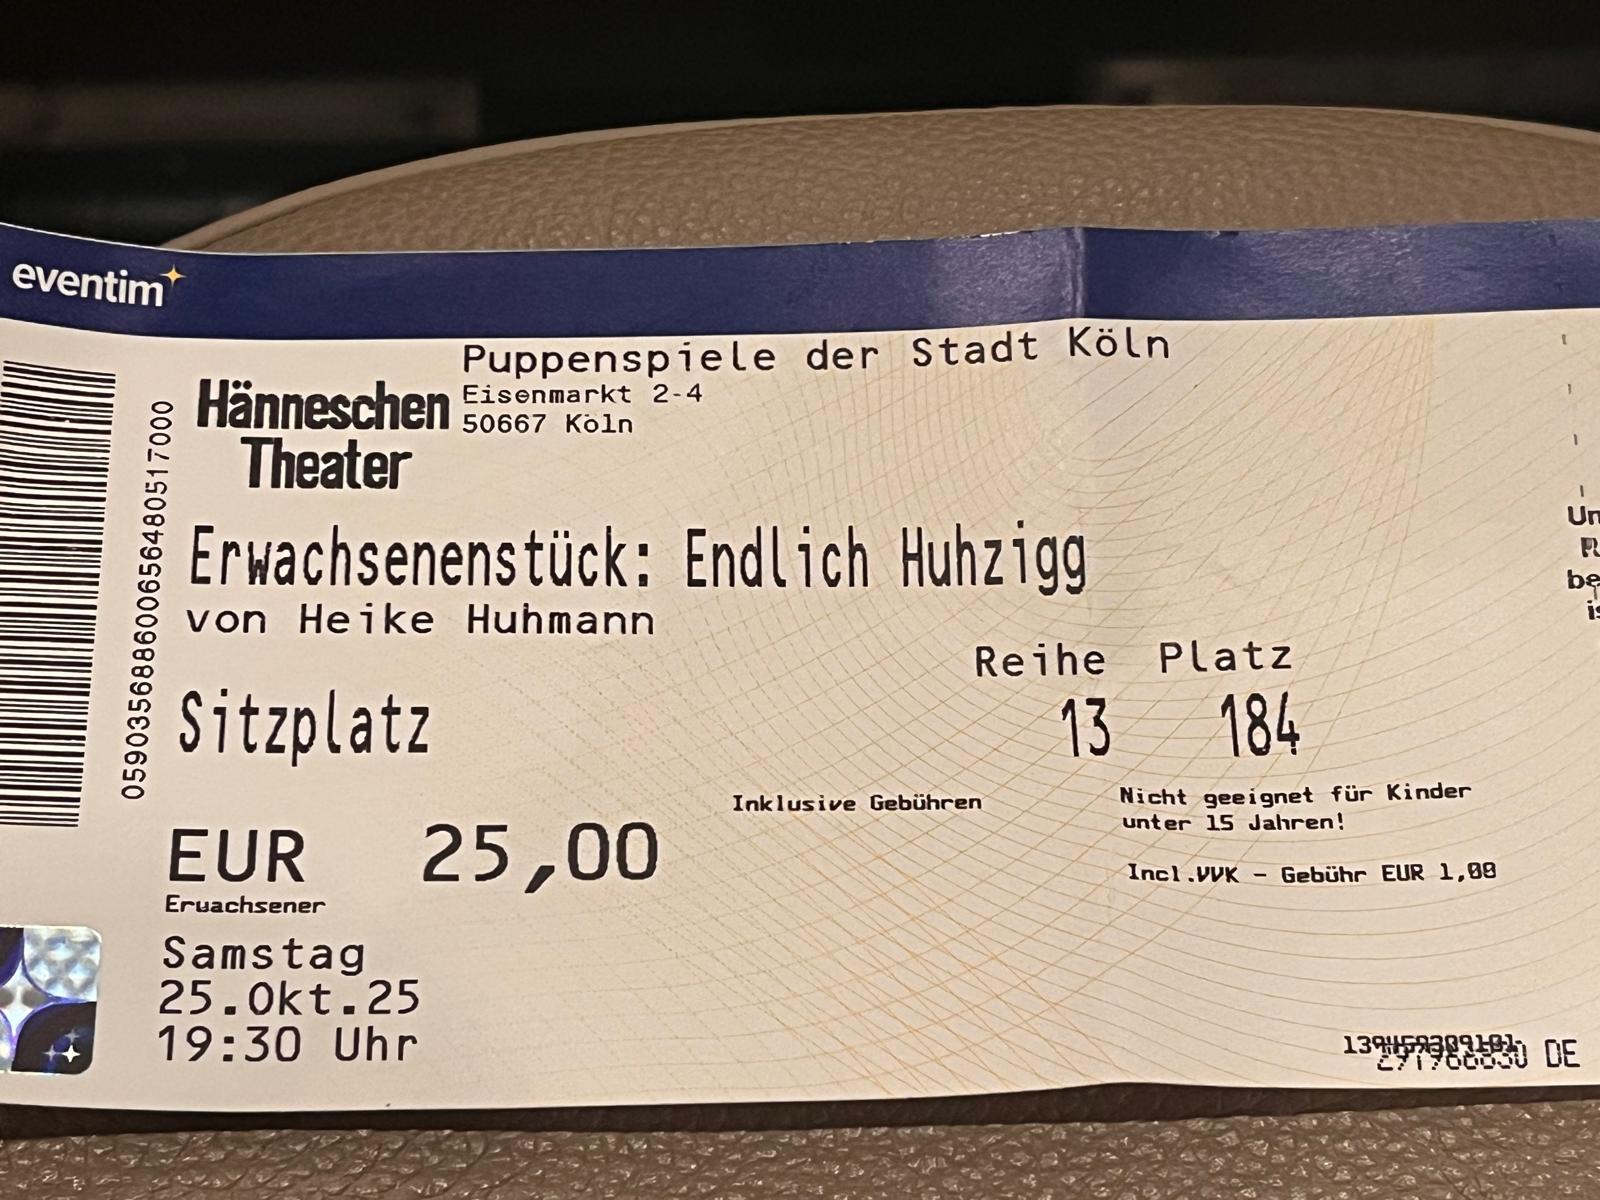 eventim
Puppenspiele der Stadt Köln
Hänneschen
Theater
Eisenmarkt 2-4
50667 Köln
059035688600656480517000
Erwachsenenstück: Endlich Huhzigg
von Heike Huhmann
Reihe Platz
13 184
Sitzplatz
Inklusive Gebühren
Nicht geeignet für Kinder
unter 15 Jahren!
EUR 25,00
Incl.VVK - Gebühr EUR 1,00
Erwachsener
Samstag
25.Okt.25
19:30 Uhr
DE